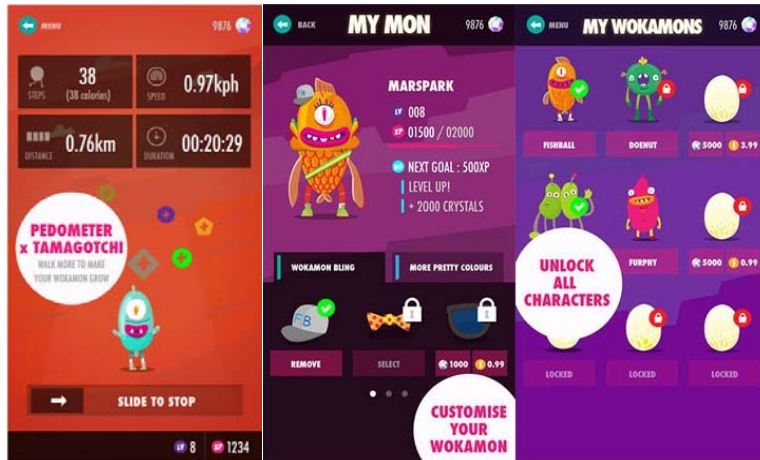 MENU
9876
STEPS
38
(38 calories)
SPEED
0.97kph
DISTANCE
0.76km
DURATION
00:20:29
PEDOMETER
x TAMAGOTCHI
WALK MORE TO MAKE
YOUR WOKAMON GROW
SLIDE TO STOP
LV 8
XP 1234
BACK
MY MON
9876
MARSPARK
LV 008
XP 01500 / 02000
NEXT GOAL : 500XP
LEVEL UP!
+ 2000 CRYSTALS
WOKAMON BLING
MORE PRETTY COLOURS
FB
REMOVE
SELECT
1000
0.99
CUSTOMISE
YOUR
WOKAMON
MENU
MY WOKAMONS
9876
FISHBALL
DOENUT
5000
3.99
FURPHY
5000
0.99
UNLOCK
ALL
CHARACTERS
LOCKED
LOCKED
LOCKED